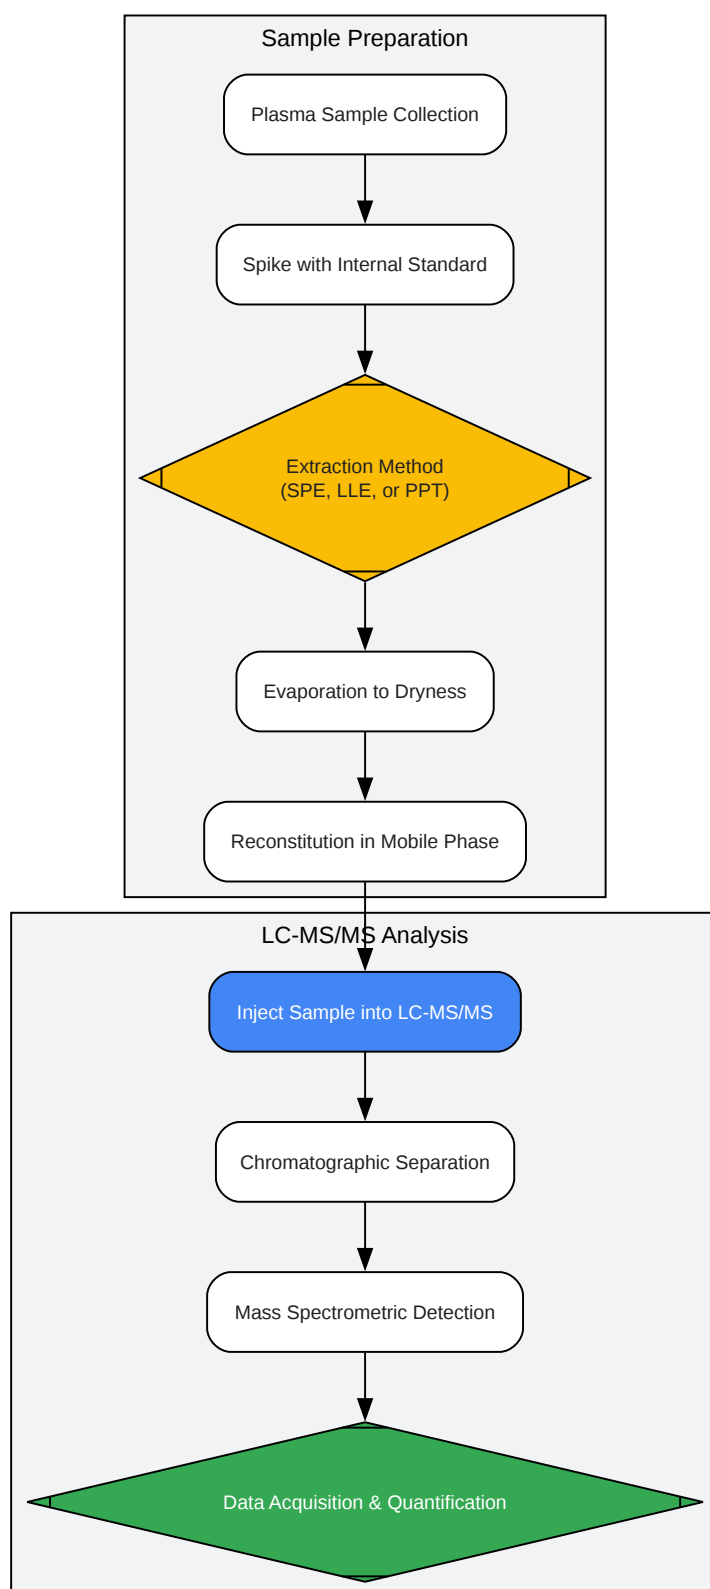 Sample Preparation
Plasma Sample Collection
Spike with Internal Standard
Extraction Method
(SPE, LLE, or PPT)
Evaporation to Dryness
Reconstitution in Mobile Phase
LC-MS/MS Analysis
Inject Sample into LC-MS/MS
Chromatographic Separation
Mass Spectrometric Detection
Data Acquisition & Quantification